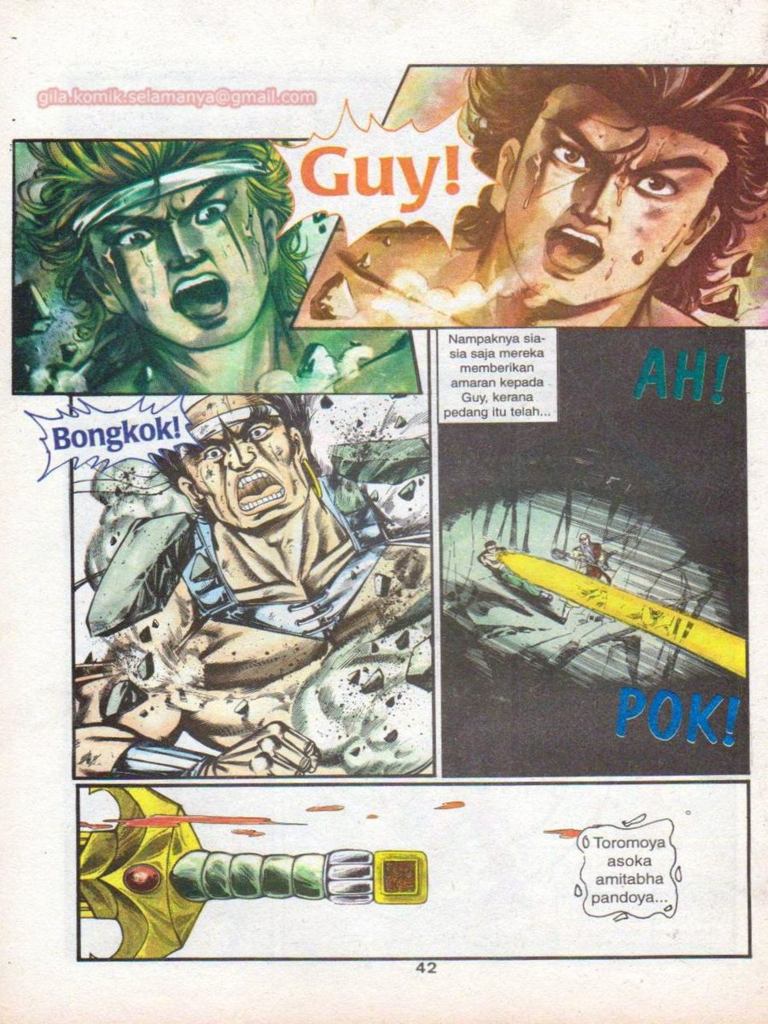 gila.komik.selamanya@gmail.com
Guy!
Bongkok!
Nampaknya sia-
sia saja mereka
memberikan
amaran kepada
Guy, kerana
pedang itu telah...
AH!
POK!
Toromoya
asoka
amitabha
pandoya...
42